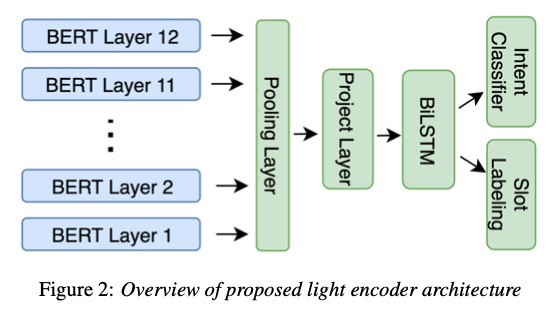 BERT Layer 12
BERT Layer 11
BERT Layer 2
BERT Layer 1
Pooling Layer
Project Layer
BiLSTM
Intent
Classifier
Slot
Labeling
Figure 2: Overview of proposed light encoder architecture